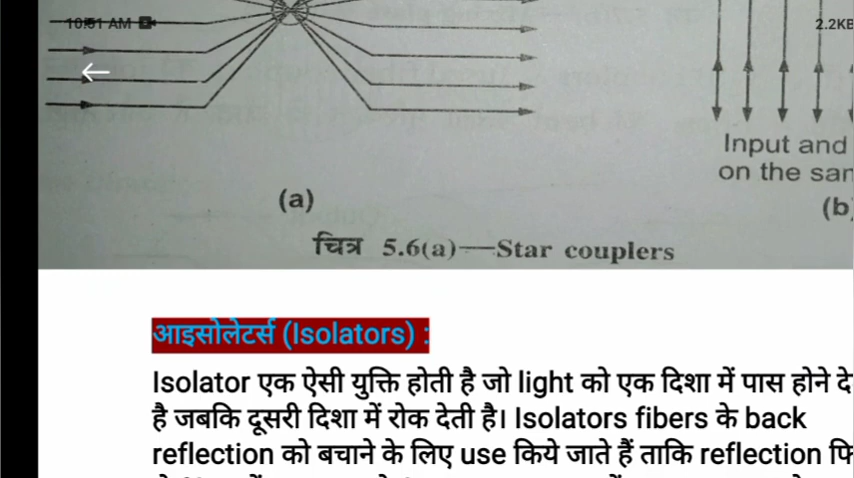 10:51 AM
2.2KB
Input and
on the sam
(a)
(b)
चित्र 5.6(a)—Star couplers
आइसोलेटर्स (Isolators) :
Isolator एक ऐसी युक्ति होती है जो light को एक दिशा में पास होने दे
है जबकि दूसरी दिशा में रोक देती है। Isolators fibers के back
reflection को बचाने के लिए use किये जाते हैं ताकि reflection फि